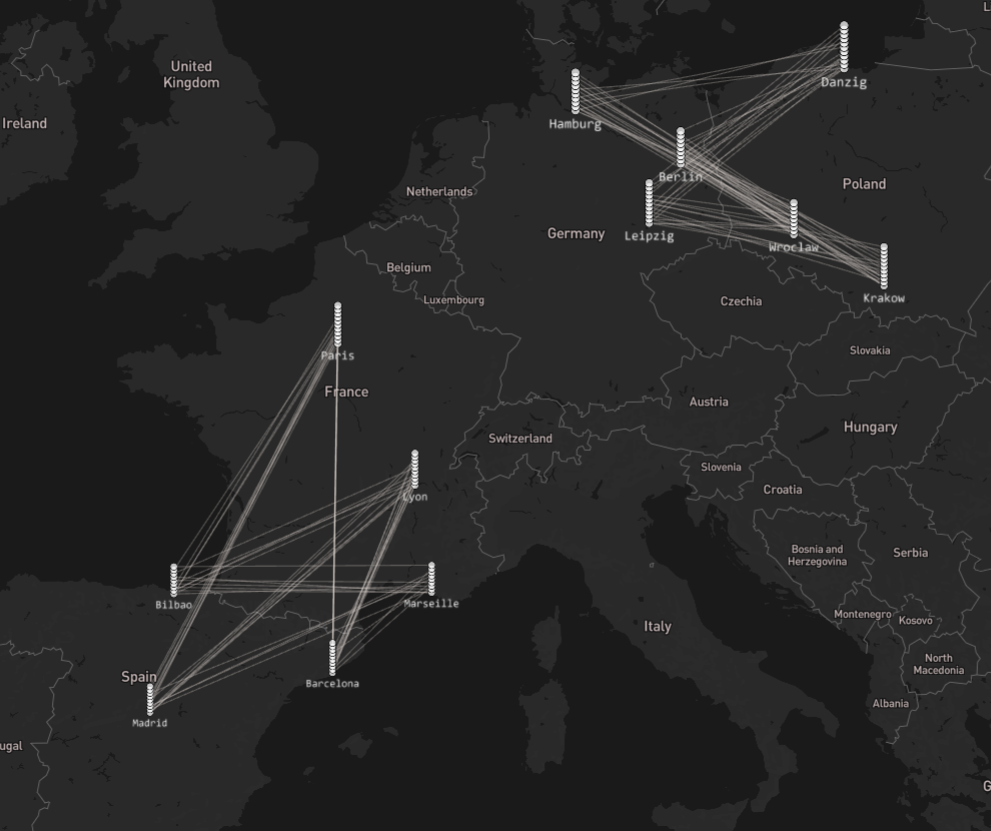 L
United
Kingdom
Danzig
Ireland
Hamburg
Berlin
Poland
Netherlands
Germany
Leipzig
Wroclaw
Belgium
Luxembourg
Czechia
Krakow
Paris
Slovakia
France
Austria
Switzerland
Hungary
Slovenia
Croatia
Lyon
Bosnia and
Herzegovina
Serbia
Bilbao
Marseille
Montenegro
Kosovo
Italy
North
Macedonia
Spain
Barcelona
Albania
Madrid
ugal
G